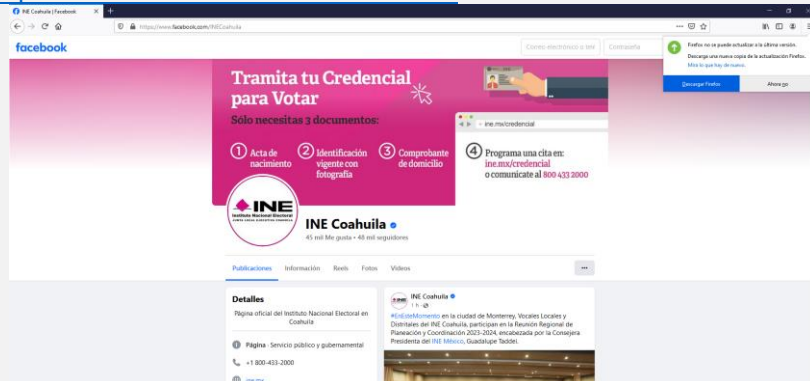 INE Coahuila | Facebook
https://www.facebook.com/INECoahuila
facebook
Correo electrónico o tel
Contraseña
Firefox no se puede actualizar a la última versión.
Descarga una nueva copia de la actualización Firefox.
Mira lo que hay de nuevo.
Descargar Firefox
Ahora no
Tramita tu Credencial
para Votar
Sólo necesitas 3 documentos:
ine.mx/credencial
1 Acta de
nacimiento
2 Identificación
vigente con
fotografía
3 Comprobante
de domicilio
4 Programa una cita en:
ine.mx/credencial
o comunícate al 800 433 2000
INE
Instituto Nacional Electoral
JUNTA LOCAL EJECUTIVA COAHUILA
INE Coahuila
45 mil Me gusta • 48 mil seguidores
Publicaciones Información Reels Fotos Videos
Detalles
Página oficial del Instituto Nacional Electoral en
Coahuila
Página · Servicio público y gubernamental
+1 800-433-2000
ine.mx
INE Coahuila
1 h
#EnEsteMomento en la ciudad de Monterrey, Vocales Locales y
Distritales del INE Coahuila, participan en la Reunión Regional de
Planeación y Coordinación 2023-2024, encabezada por la Consejera
Presidenta del INE México, Guadalupe Taddei.